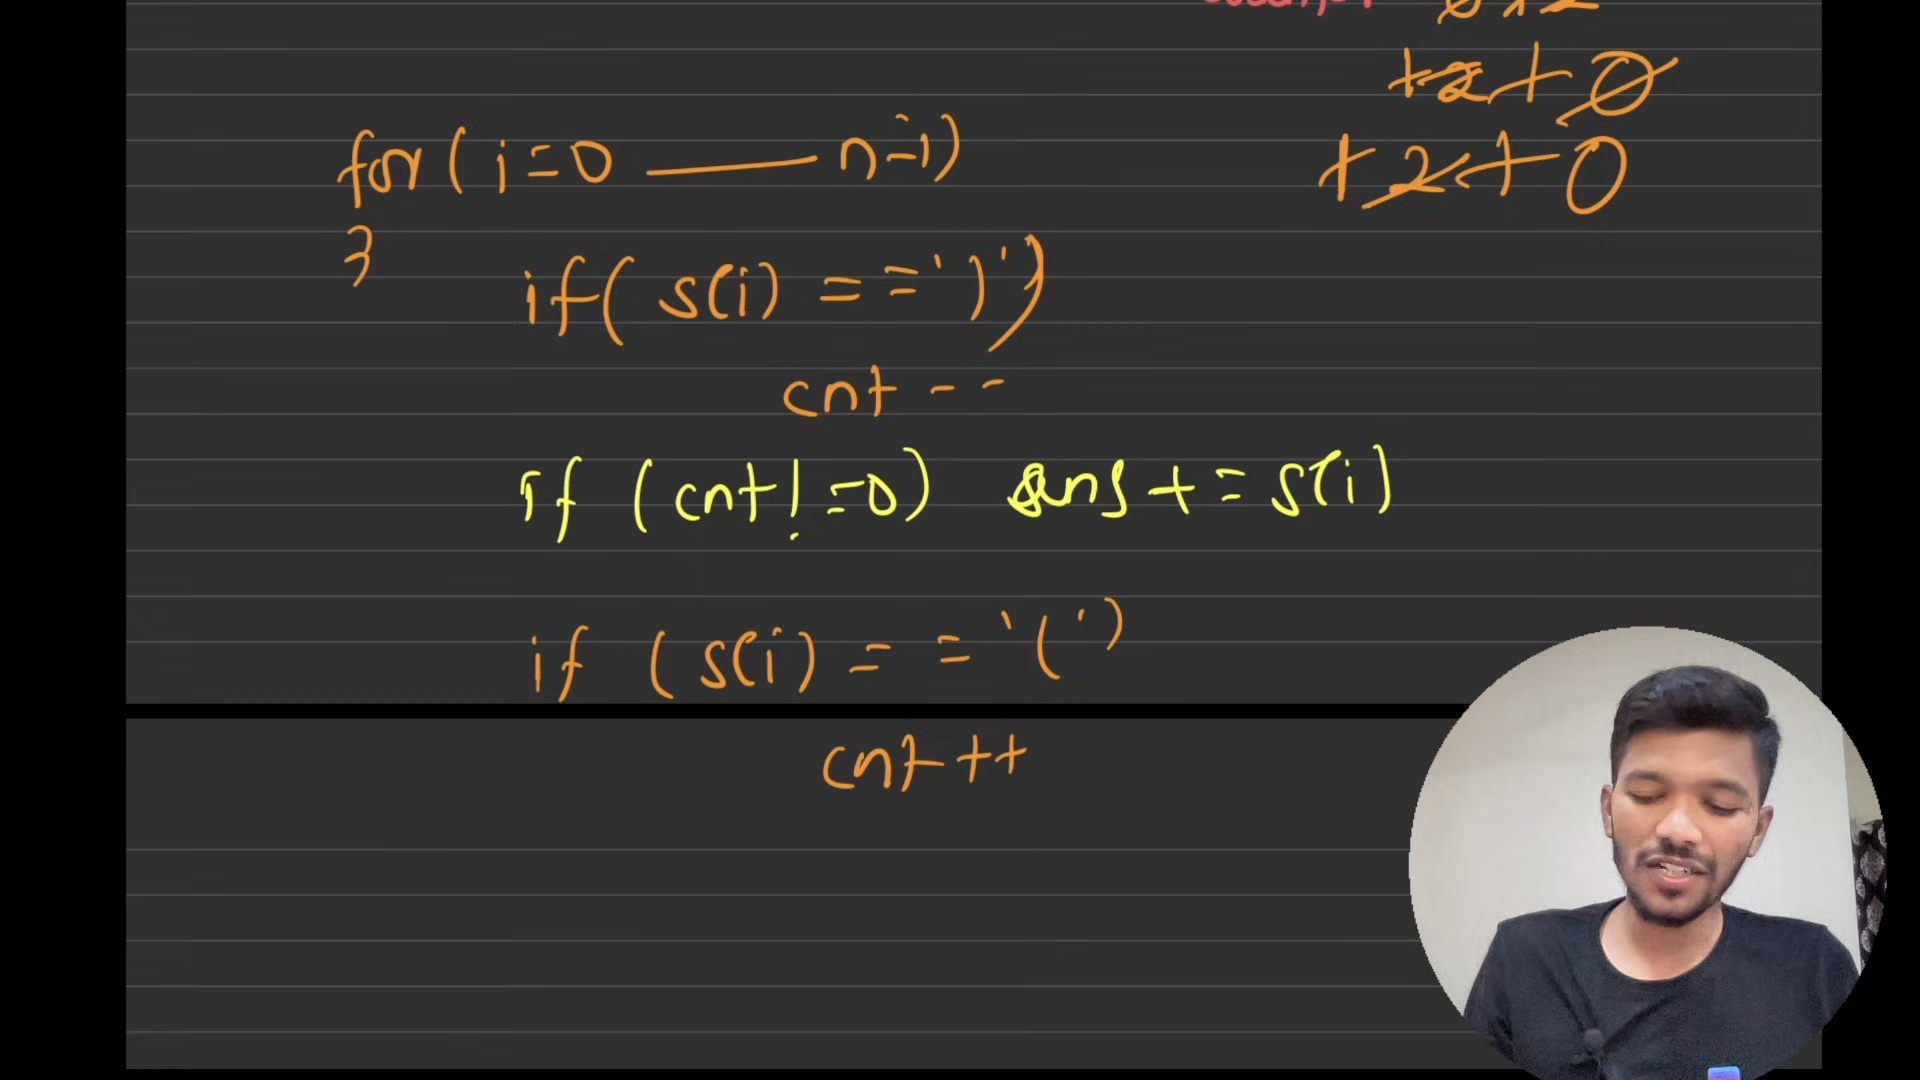 +2+0
for( i=0 —— n-1)
+2+0
}
if( s(i) == ')')
cnt --
if (cnt!=0) ans += s[i]
if (s(i) == '(')
cnt ++